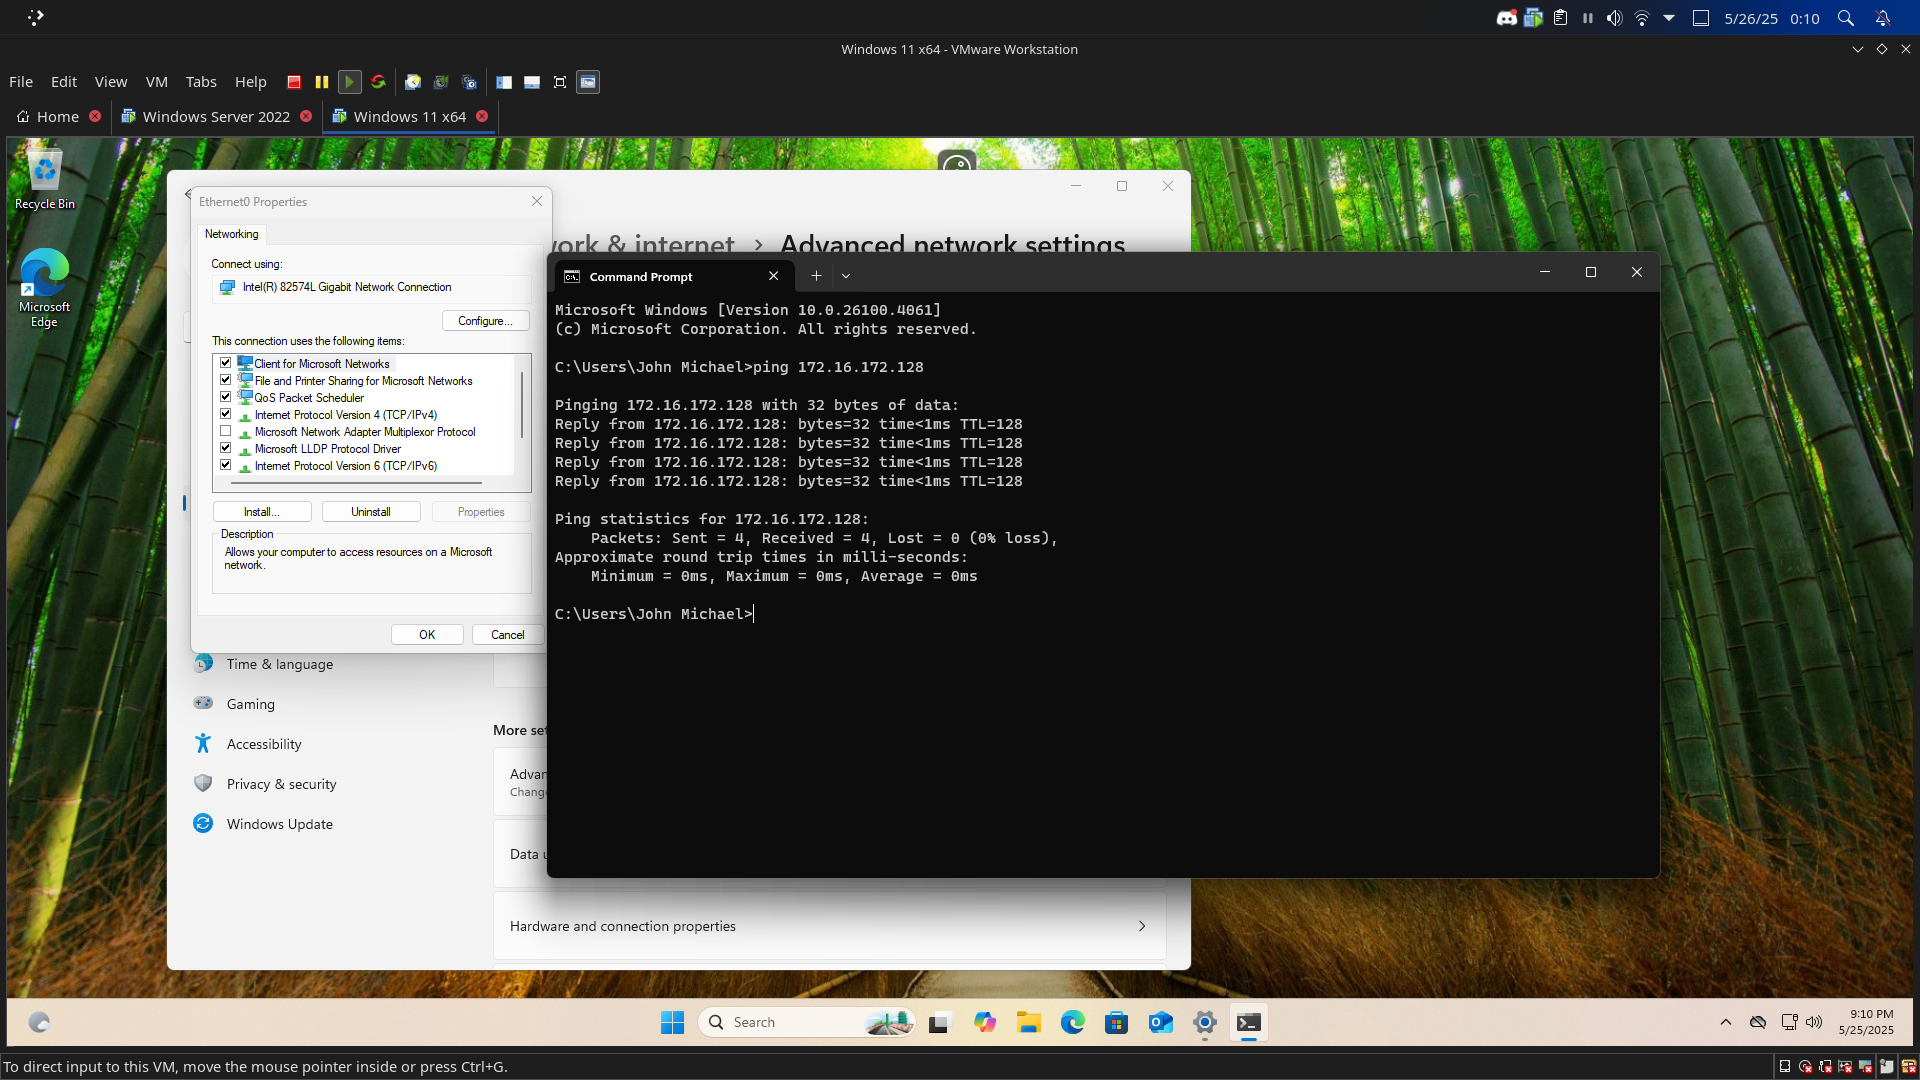 5/26/25 0:10
Windows 11 x64 - VMware Workstation
File Edit View VM Tabs Help
Home Windows Server 2022 Windows 11 x64
Recycle Bin
Microsoft
Edge
Ethernet0 Properties
Networking
Connect using:
Intel(R) 82574L Gigabit Network Connection
Configure...
This connection uses the following items:
Client for Microsoft Networks
File and Printer Sharing for Microsoft Networks
QoS Packet Scheduler
Internet Protocol Version 4 (TCP/IPv4)
Microsoft Network Adapter Multiplexor Protocol
Microsoft LLDP Protocol Driver
Internet Protocol Version 6 (TCP/IPv6)
Install... Uninstall Properties
Description
Allows your computer to access resources on a Microsoft
network.
OK Cancel
& internet > Advanced network settings
Time & language
Gaming
Accessibility
Privacy & security
Windows Update
More
Data
Hardware and connection properties
Command Prompt
Microsoft Windows [Version 10.0.26100.4061]
(c) Microsoft Corporation. All rights reserved.
C:\Users\John Michael>ping 172.16.172.128
Pinging 172.16.172.128 with 32 bytes of data:
Reply from 172.16.172.128: bytes=32 time<1ms TTL=128
Reply from 172.16.172.128: bytes=32 time<1ms TTL=128
Reply from 172.16.172.128: bytes=32 time<1ms TTL=128
Reply from 172.16.172.128: bytes=32 time<1ms TTL=128
Ping statistics for 172.16.172.128:
Packets: Sent = 4, Received = 4, Lost = 0 (0% loss),
Approximate round trip times in milli-seconds:
Minimum = 0ms, Maximum = 0ms, Average = 0ms
C:\Users\John Michael>
Search
9:10 PM
5/25/2025
To direct input to this VM, move the mouse pointer inside or press Ctrl+G.